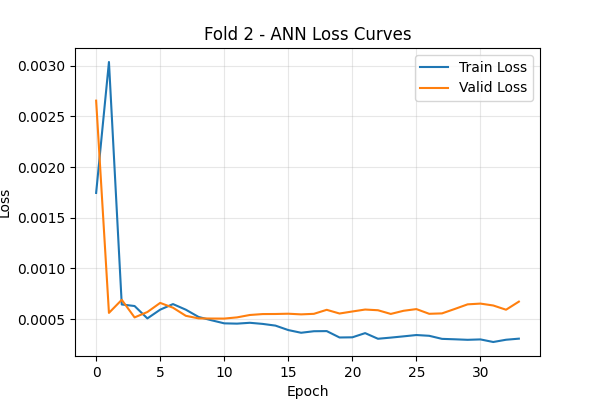 Fold 2 - ANN Loss Curves
Train Loss
Valid Loss
0.0030
0.0025
0.0020
0.0015
0.0010
0.0005
Loss
0 5 10 15 20 25 30
Epoch